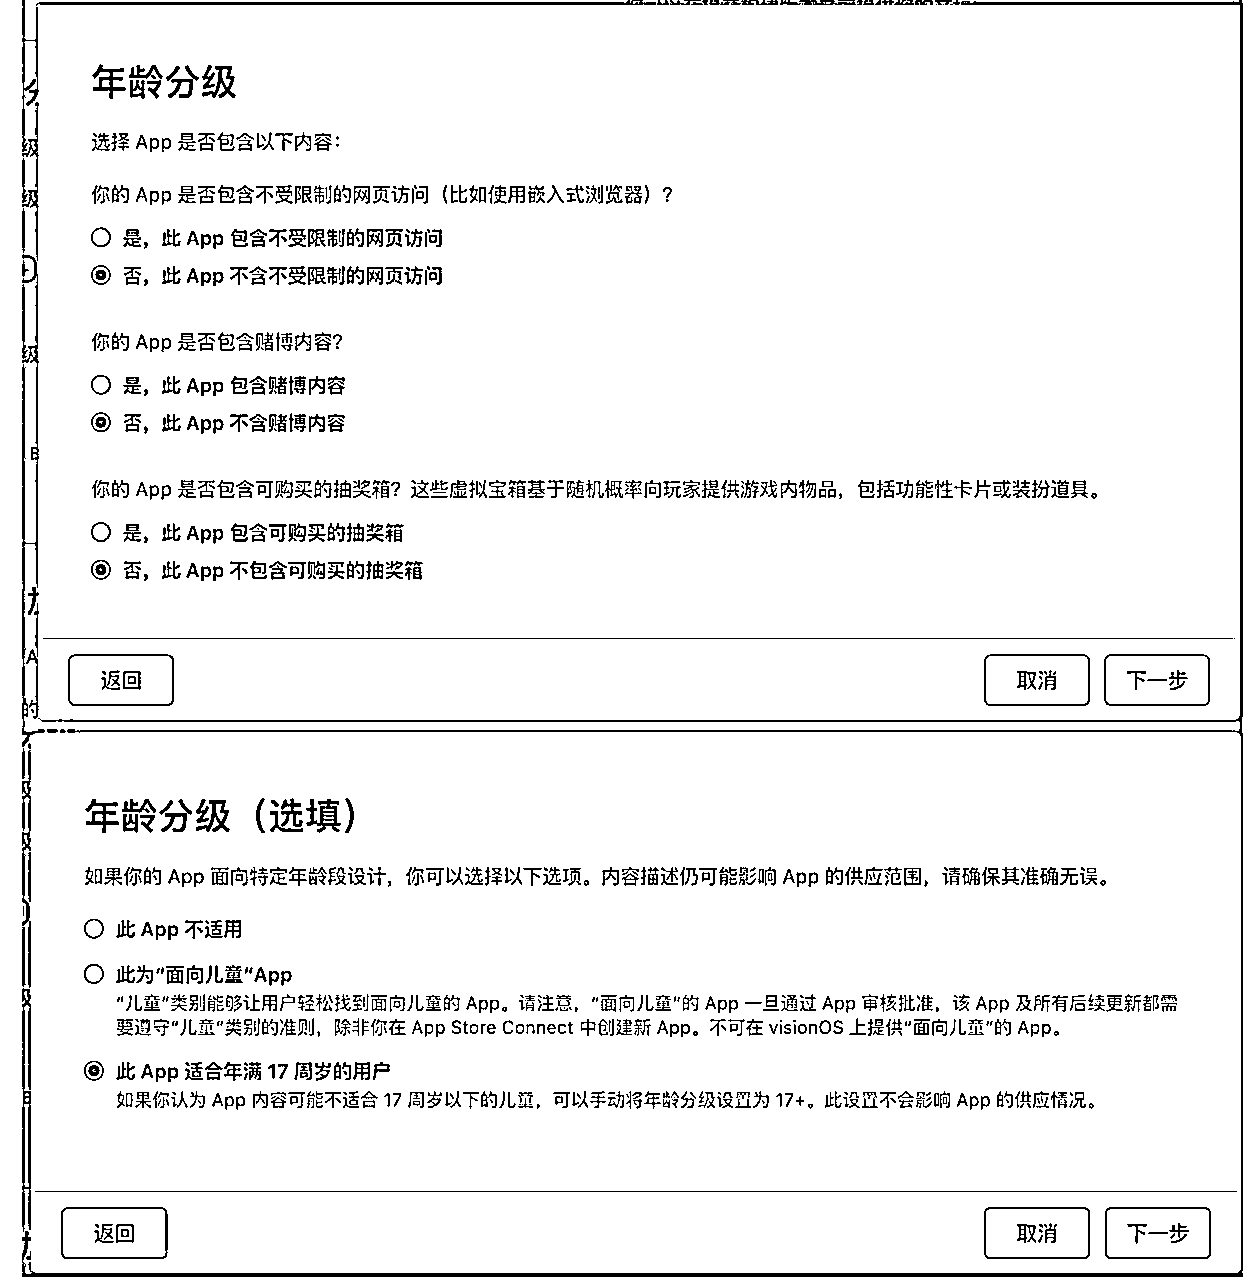 年龄分级
选择 App 是否包含以下内容：
你的 App 是否包含不受限制的网页访问（比如使用嵌入式浏览器）?
是，此 App 包含不受限制的网页访问
否，此 App 不含不受限制的网页访问
你的 App 是否包含赌博内容?
是，此 App 包含赌博内容
否，此 App 不含赌博内容
你的 App 是否包含可购买的抽奖箱? 这些虚拟宝箱基于随机概率向玩家提供游戏内物品，包括功能性卡片或装扮道具。
是，此 App 包含可购买的抽奖箱
否，此 App 不包含可购买的抽奖箱
返回
取消
下一步
年龄分级（选填）
如果你的 App 面向特定年龄段设计，你可以选择以下选项。内容描述仍可能影响 App 的供应范围，请确保其准确无误。
此 App 不适用
此为“面向儿童“App
“儿童”类别能够让用户轻松找到面向儿童的 App。请注意，“面向儿童”的 App 一旦通过 App 审核批准，该 App 及所有后续更新都需
要遵守“儿童”类别的准则，除非你在 App Store Connect 中创建新 App。不可在 visionOS 上提供“面向儿童”的 App。
此 App 适合年满 17 周岁的用户
如果你认为 App 内容可能不适合 17 周岁以下的儿童，可以手动将年龄分级设置为 17+。此设置不会影响 App 的供应情况。
返回
取消
下一步